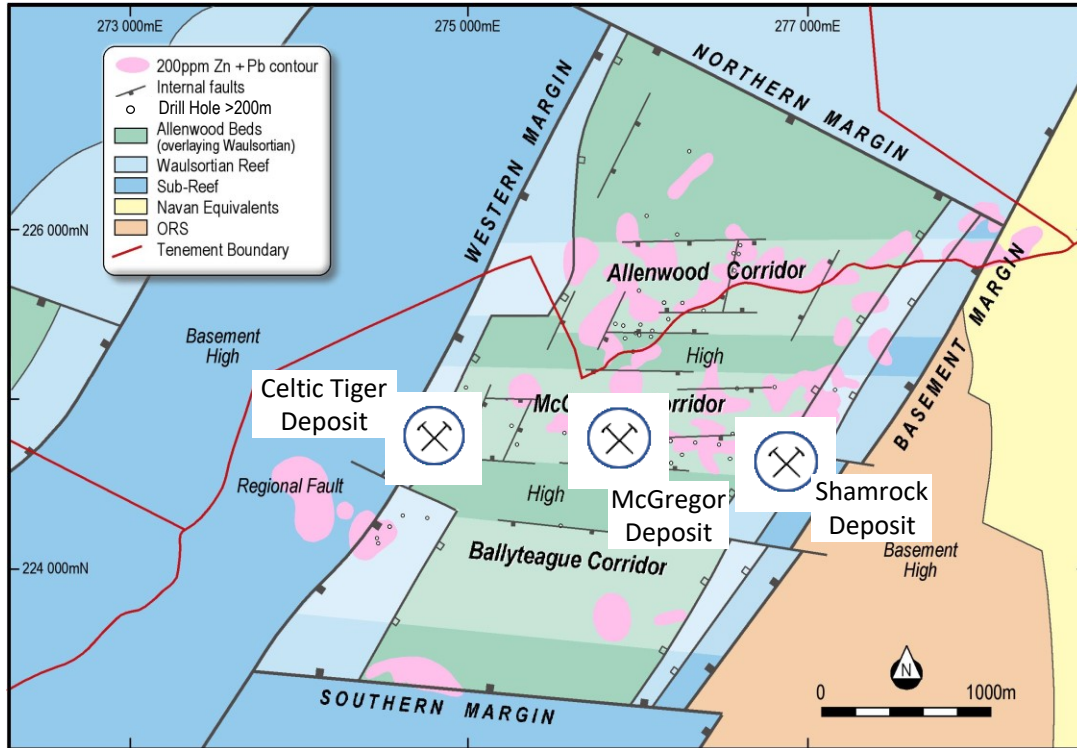 273 000mE
275 000mE
277 000mE
200ppm Zn + Pb contour
Internal faults
Drill Hole >200m
Allenwood Beds
(overlaying Waulsortian)
Waulsortian Reef
Sub-Reef
Navan Equivalents
ORS
Tenement Boundary
226 000mN
224 000mN
WESTERN MARGIN
NORTHERN MARGIN
BASEMENT MARGIN
SOUTHERN MARGIN
Allenwood Corridor
High
Basement
High
Celtic Tiger
Deposit
Regional Fault
High
McGregor
Deposit
Shamrock
Deposit
Ballyteague Corridor
Basement
High
N
0
1000m